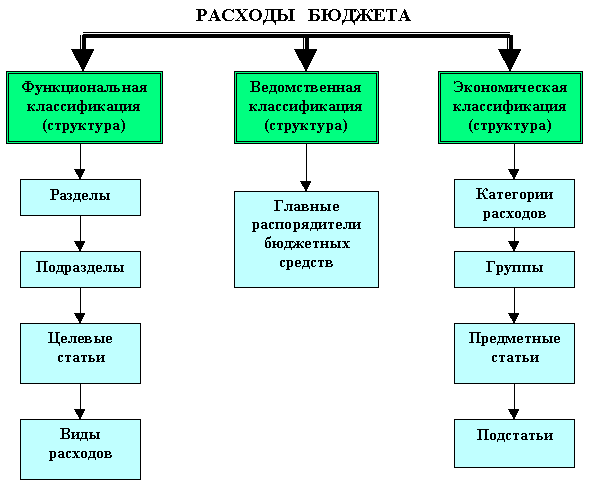 РАСХОДЫ БЮДЖЕТА
Функциональная
классификация
(структура)
Ведомственная
классификация
(структура)
Экономическая
классификация
(структура)
Разделы
Подразделы
Целевые
статьи
Виды
расходов
Главные
распорядители
бюджетных
средств
Категории
расходов
Группы
Предметные
статьи
Подстатьи